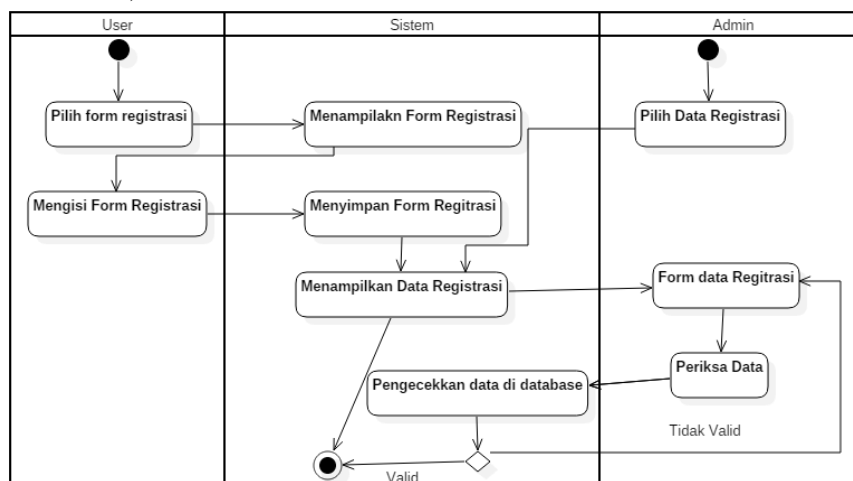 User
Sistem
Admin
Pilih form registrasi
Menampilakn Form Registrasi
Pilih Data Registrasi
Mengisi Form Registrasi
Menyimpan Form Regitrasi
Menampilkan Data Registrasi
Form data Regitrasi
Periksa Data
Pengecekkan data di database
Tidak Valid
Valid